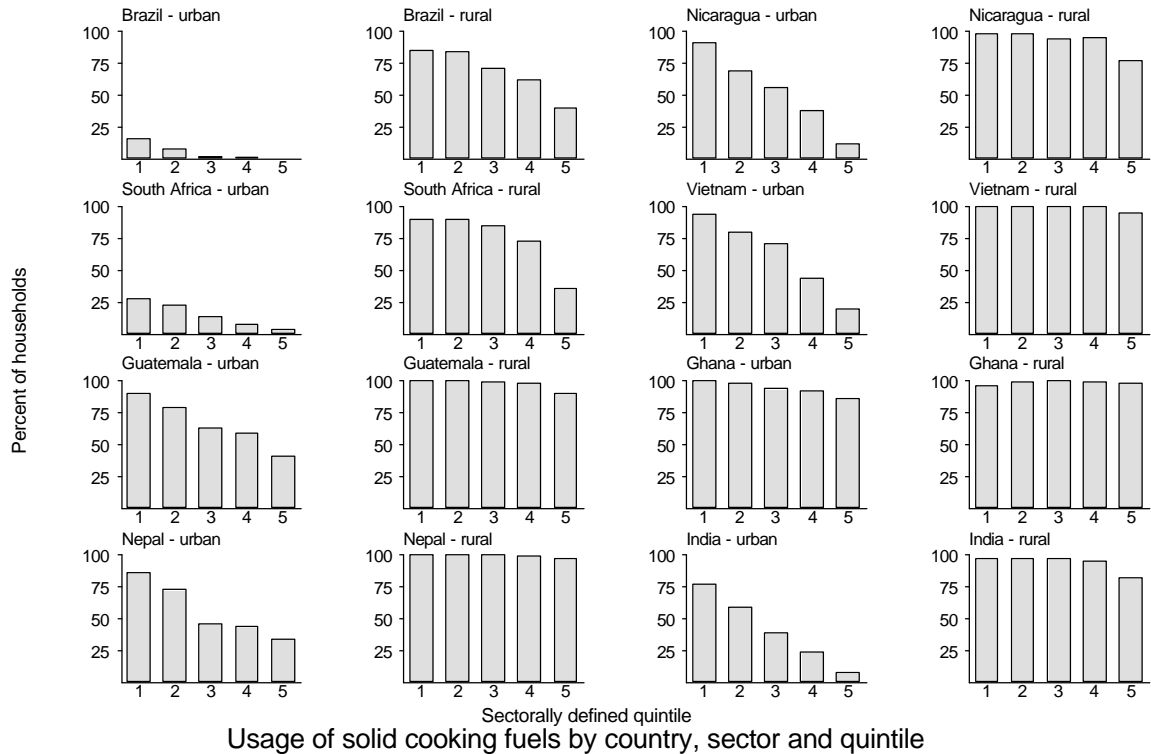 Brazil - urban
Brazil - rural
Nicaragua - urban
Nicaragua - rural
100
75
50
25
1 2 3 4 5
100
75
50
25
1 2 3 4 5
100
75
50
25
1 2 3 4 5
100
75
50
25
1 2 3 4 5
South Africa - urban
South Africa - rural
Vietnam - urban
Vietnam - rural
100
75
50
25
1 2 3 4 5
100
75
50
25
1 2 3 4 5
100
75
50
25
1 2 3 4 5
100
75
50
25
1 2 3 4 5
Percent of households
Guatemala - urban
Guatemala - rural
Ghana - urban
Ghana - rural
100
75
50
25
1 2 3 4 5
100
75
50
25
1 2 3 4 5
100
75
50
25
1 2 3 4 5
100
75
50
25
1 2 3 4 5
Nepal - urban
Nepal - rural
India - urban
India - rural
100
75
50
25
1 2 3 4 5
100
75
50
25
1 2 3 4 5
100
75
50
25
1 2 3 4 5
100
75
50
25
1 2 3 4 5
Sectorally defined quintile
Usage of solid cooking fuels by country, sector and quintile